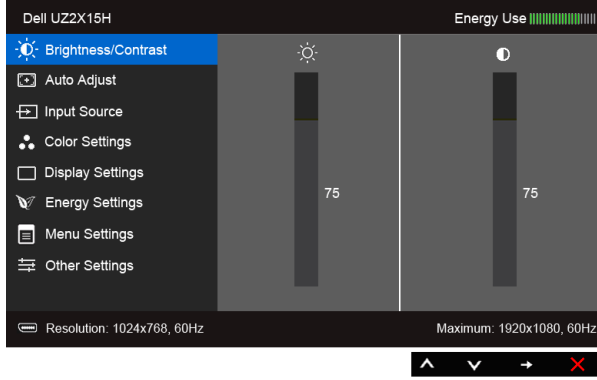 Dell UZ2X15H
Energy Use
Brightness/Contrast
Auto Adjust
Input Source
Color Settings
Display Settings
Energy Settings
Menu Settings
Other Settings
75
75
Resolution: 1024x768, 60Hz
Maximum: 1920x1080, 60Hz